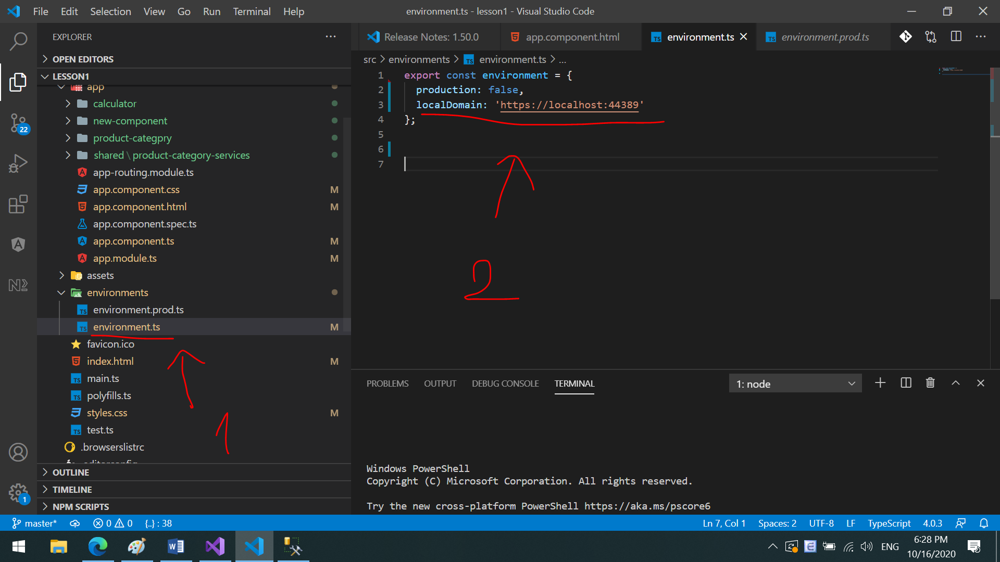 File Edit Selection View Go Run Terminal Help
environment.ts - lesson1 - Visual Studio Code
EXPLORER
OPEN EDITORS
LESSON1
app
calculator
new-component
product-categpry
shared \ product-category-services
app-routing.module.ts
app.component.css M
app.component.html M
app.component.spec.ts
app.component.ts M
app.module.ts M
assets
environments
environment.prod.ts
environment.ts M
favicon.ico
index.html M
main.ts
polyfills.ts
styles.css M
test.ts
.browserslistrc
.editorconfig
OUTLINE
TIMELINE
NPM SCRIPTS
22
1
1
Release Notes: 1.50.0
app.component.html
environment.ts
environment.prod.ts
src > environments > TS environment.ts > ...
1 export const environment = {
2 production: false,
3 localDomain: 'https://localhost:44389'
4 };
5
6
7
2
PROBLEMS OUTPUT DEBUG CONSOLE TERMINAL
1: node
Windows PowerShell
Copyright (C) Microsoft Corporation. All rights reserved.
Try the new cross-platform PowerShell https://aka.ms/pscore6
master* 0 0 {..} : 38
Ln 7, Col 1 Spaces: 2 UTF-8 LF TypeScript 4.0.3
ENG
6:28 PM
10/16/2020